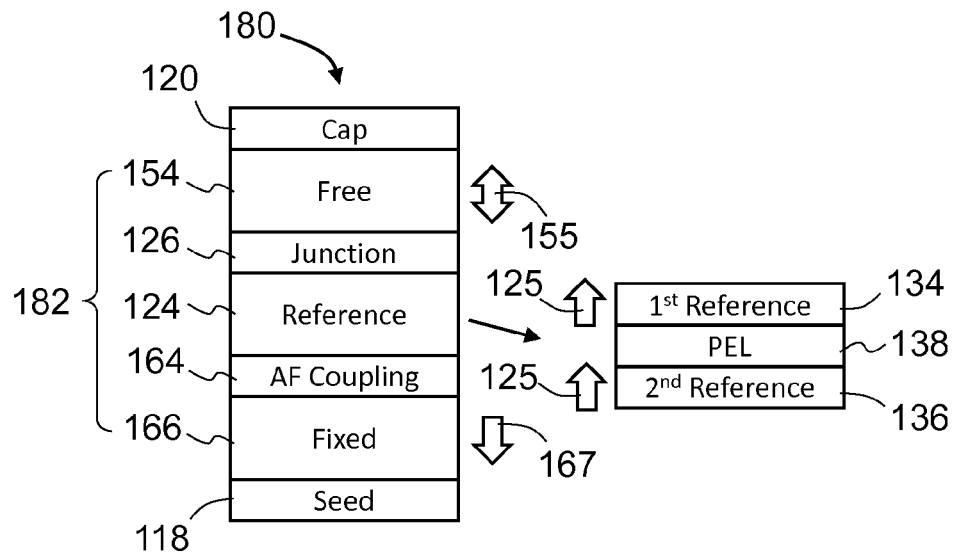 180
120
Cap
154
Free
155
126
Junction
182
124
Reference
125
1st Reference
134
PEL
138
164
AF Coupling
125
2nd Reference
136
166
Fixed
167
Seed
118